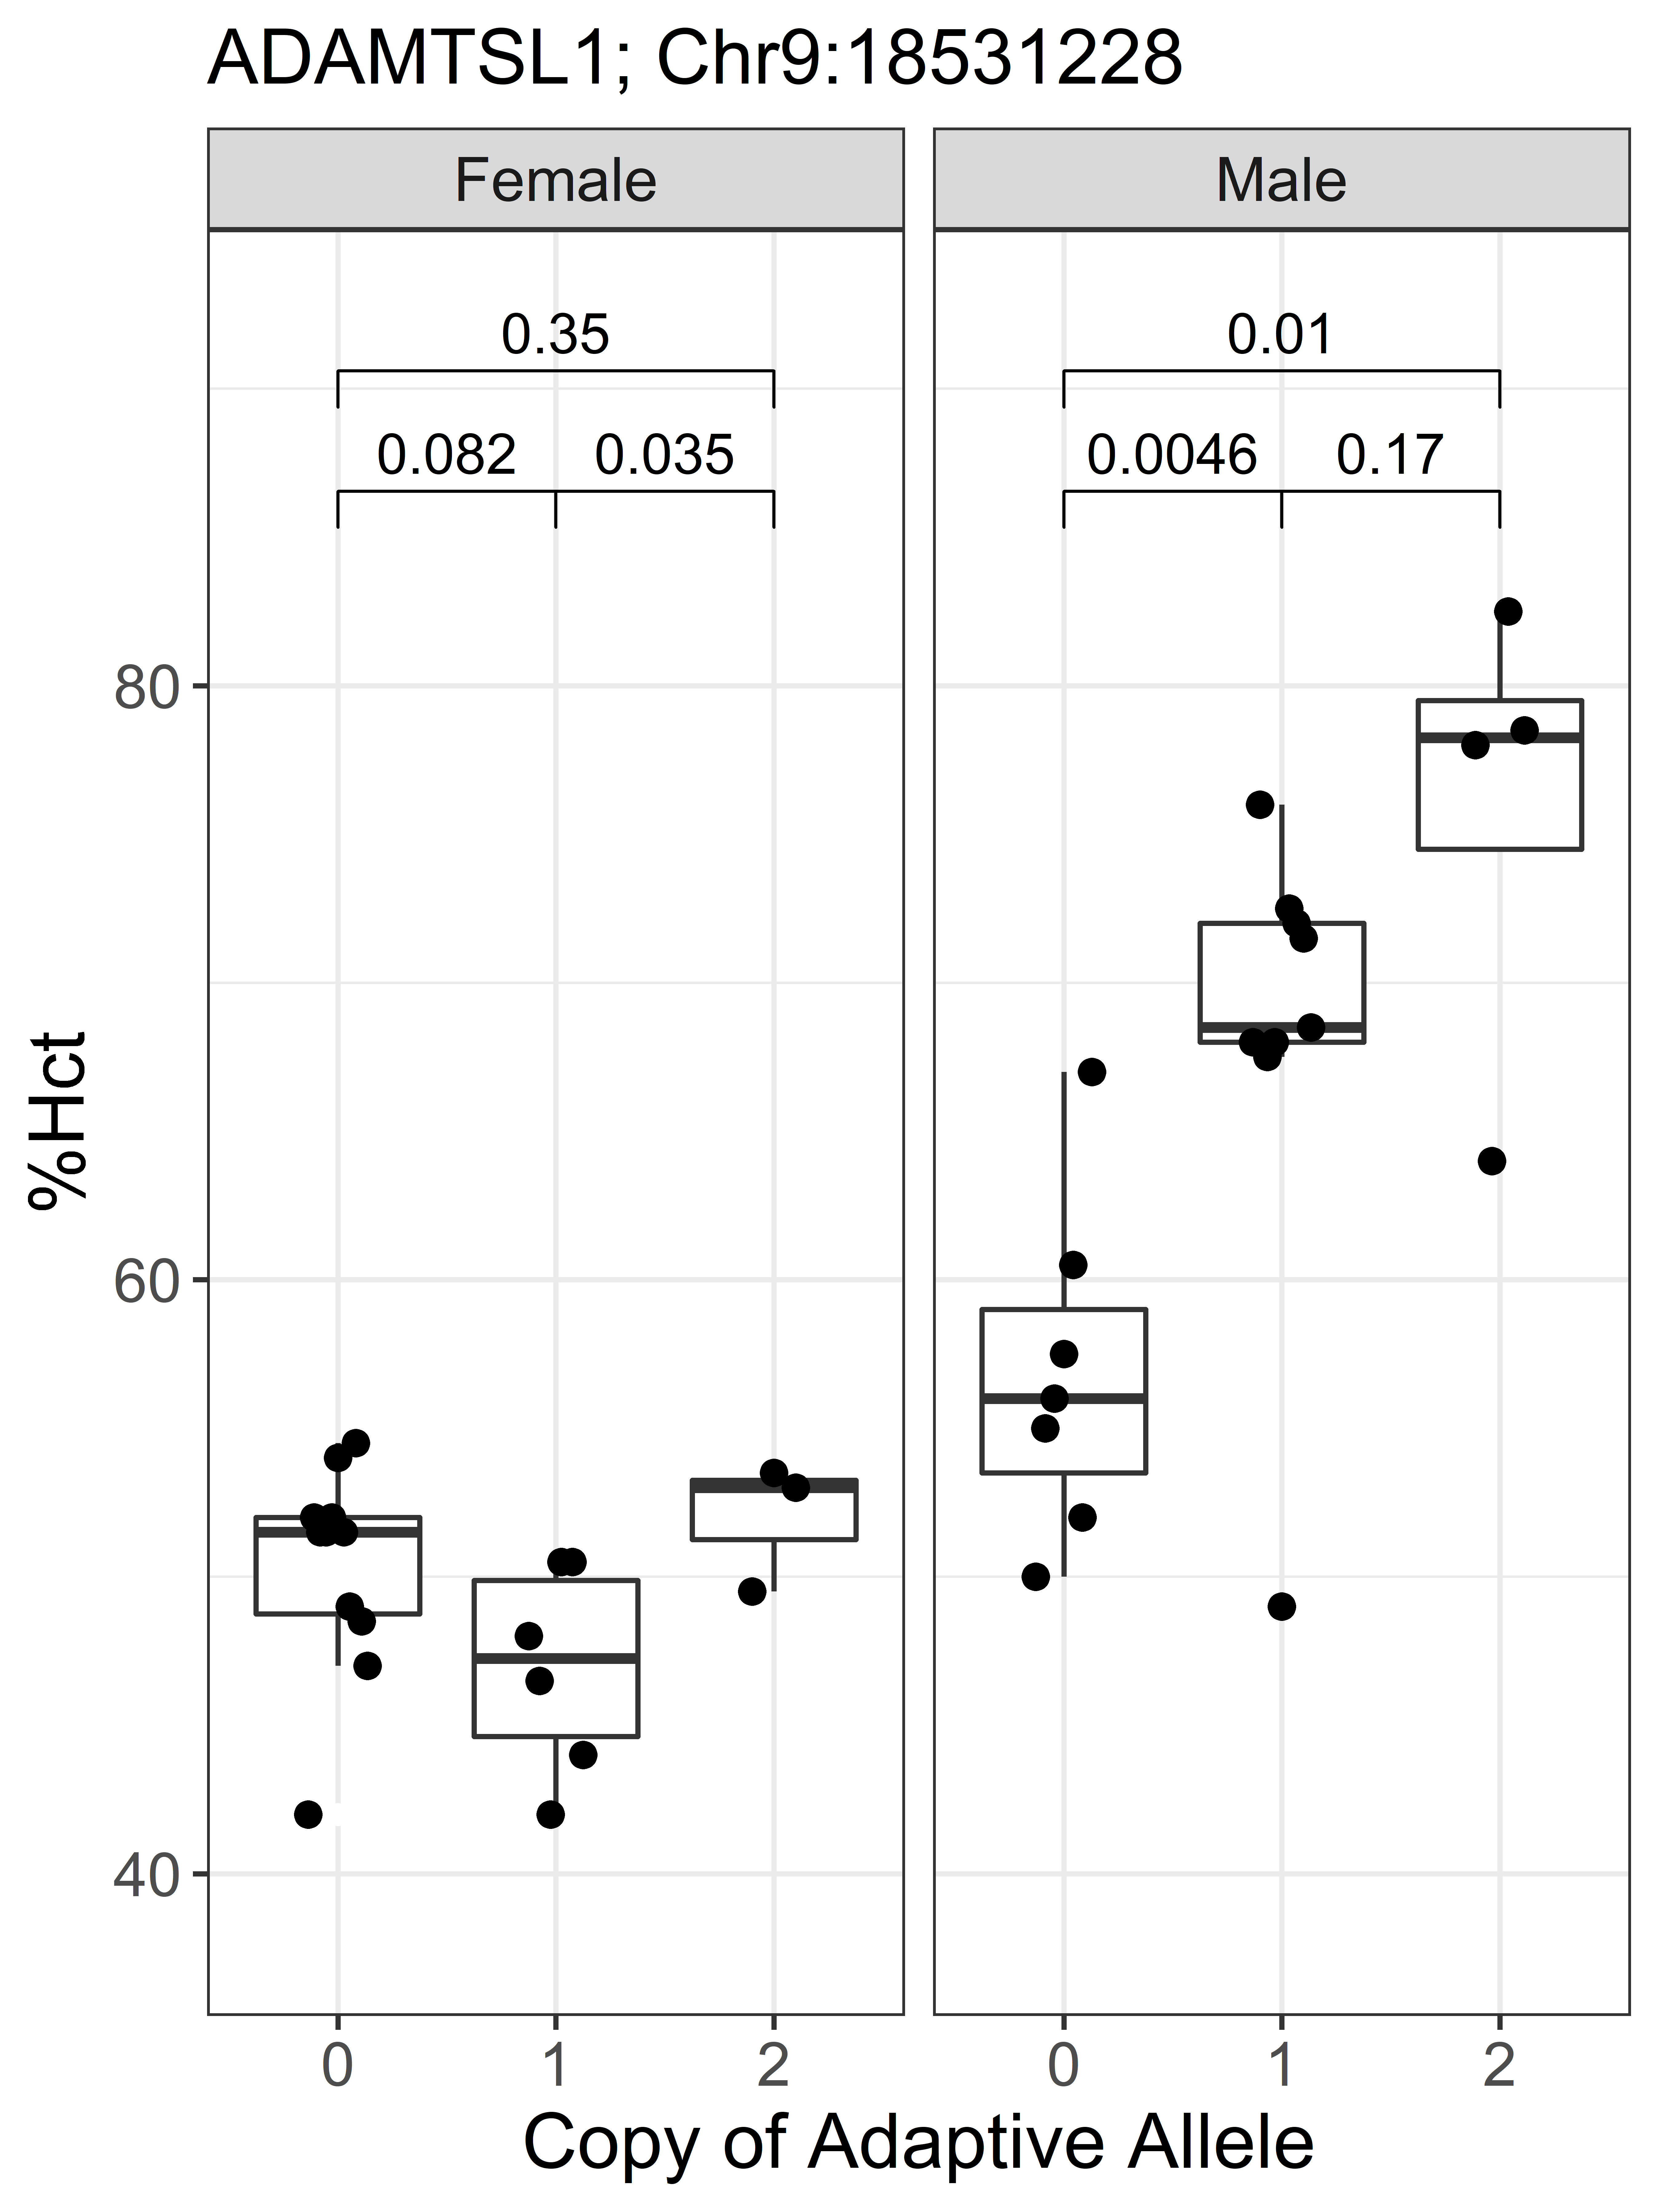 ADAMTSL1; Chr9:18531228
Female
Male
0.35
0.01
0.082
0.035
0.0046
0.17
80
60
40
%Hct
0 1 2
0 1 2
Copy of Adaptive Allele